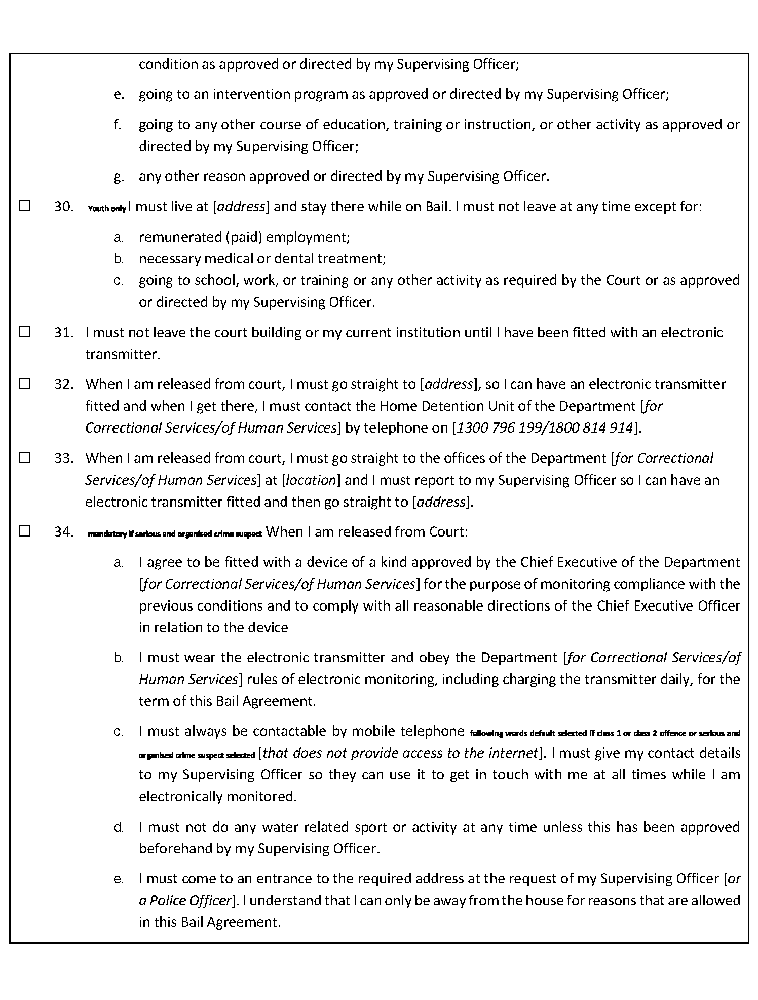 condition as approved or directed by my Supervising Officer;
e. going to an intervention program as approved or directed by my Supervising Officer;
f. going to any other course of education, training or instruction, or other activity as approved or
directed by my Supervising Officer;
g. any other reason approved or directed by my Supervising Officer.
☐ 30. Youth only I must live at [address] and stay there while on Bail. I must not leave at any time except for:
a. remunerated (paid) employment;
b. necessary medical or dental treatment;
c. going to school, work, or training or any other activity as required by the Court or as approved
or directed by my Supervising Officer.
☐ 31. I must not leave the court building or my current institution until I have been fitted with an electronic
transmitter.
☐ 32. When I am released from court, I must go straight to [address], so I can have an electronic transmitter
fitted and when I get there, I must contact the Home Detention Unit of the Department [for
Correctional Services/of Human Services] by telephone on [1300 796 199/1800 814 914].
☐ 33. When I am released from court, I must go straight to the offices of the Department [for Correctional
Services/of Human Services] at [location] and I must report to my Supervising Officer so I can have an
electronic transmitter fitted and then go straight to [address].
☐ 34. mandatory if serious and organised crime suspect When I am released from Court:
a. I agree to be fitted with a device of a kind approved by the Chief Executive of the Department
[for Correctional Services/of Human Services] for the purpose of monitoring compliance with the
previous conditions and to comply with all reasonable directions of the Chief Executive Officer
in relation to the device
b. I must wear the electronic transmitter and obey the Department [for Correctional Services/of
Human Services] rules of electronic monitoring, including charging the transmitter daily, for the
term of this Bail Agreement.
c. I must always be contactable by mobile telephone following words default selected if class 1 or class 2 offence or serious and
organised crime suspect selected [that does not provide access to the internet]. I must give my contact details
to my Supervising Officer so they can use it to get in touch with me at all times while I am
electronically monitored.
d. I must not do any water related sport or activity at any time unless this has been approved
beforehand by my Supervising Officer.
e. I must come to an entrance to the required address at the request of my Supervising Officer [or
a Police Officer]. I understand that I can only be away from the house for reasons that are allowed
in this Bail Agreement.